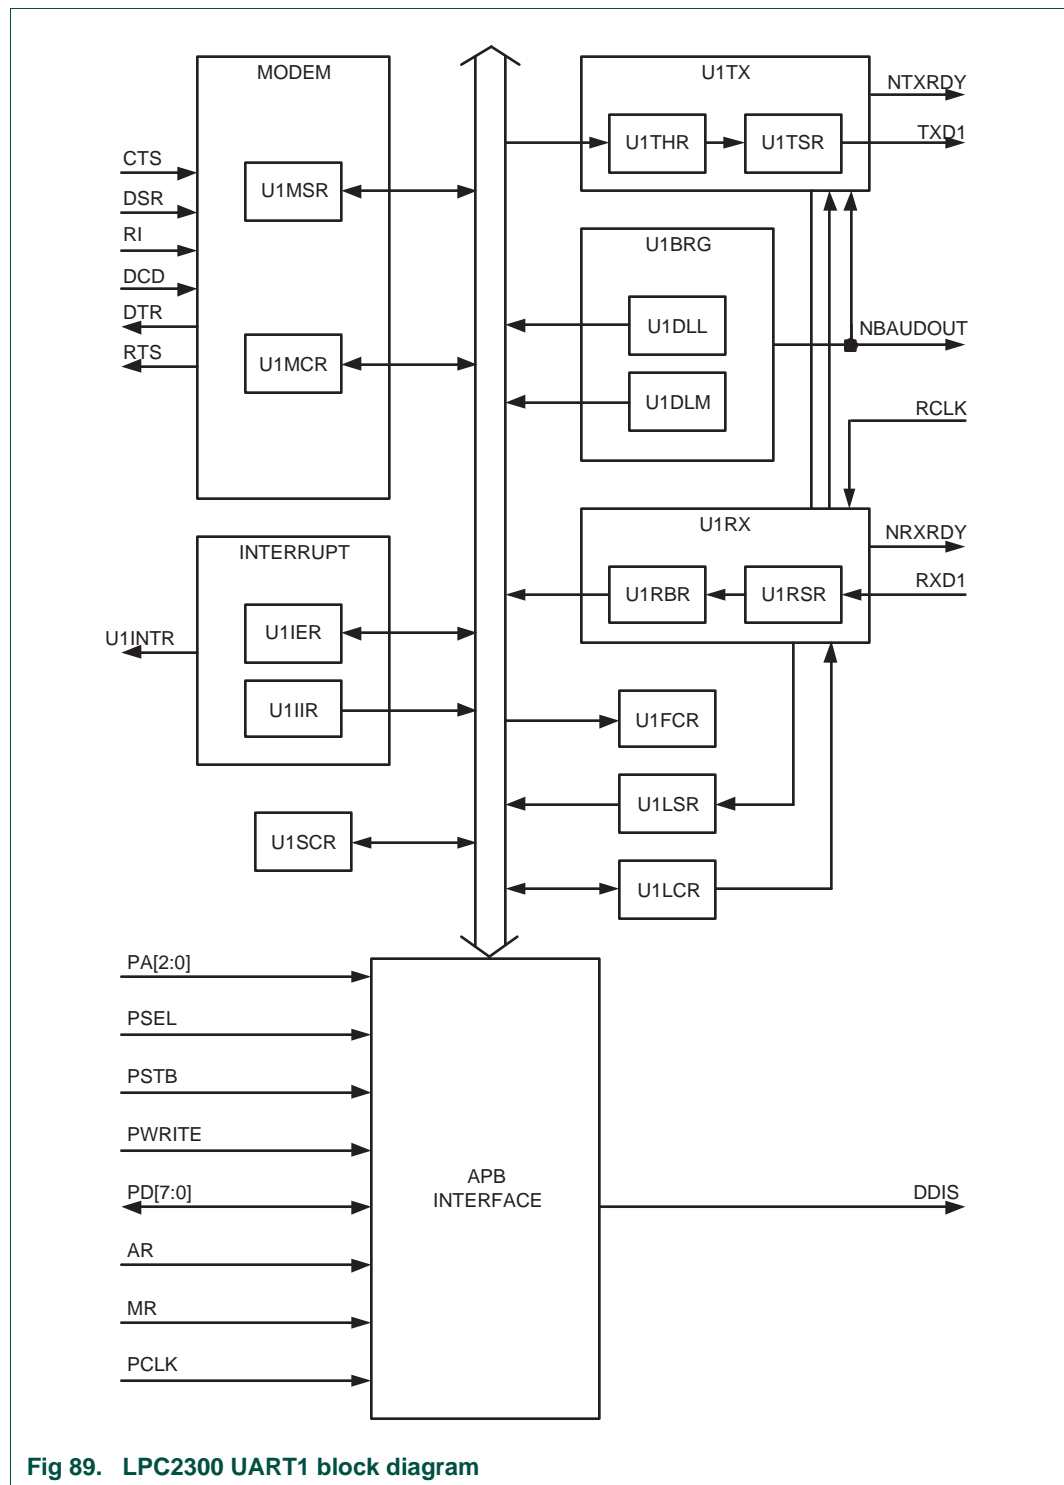 MODEM
U1MSR
U1MCR
CTS
DSR
RI
DCD
DTR
RTS
U1TX
U1THR
U1TSR
NTXRDY
TXD1
U1BRG
U1DLL
U1DLM
NBAUDOUT
RCLK
U1RX
U1RBR
U1RSR
NRXRDY
RXD1
INTERRUPT
U1IER
U1IIR
U1INTR
U1FCR
U1LSR
U1SCR
U1LCR
PA[2:0]
PSEL
PSTB
PWRITE
PD[7:0]
AR
MR
PCLK
APB
INTERFACE
DDIS
Fig 89. LPC2300 UART1 block diagram